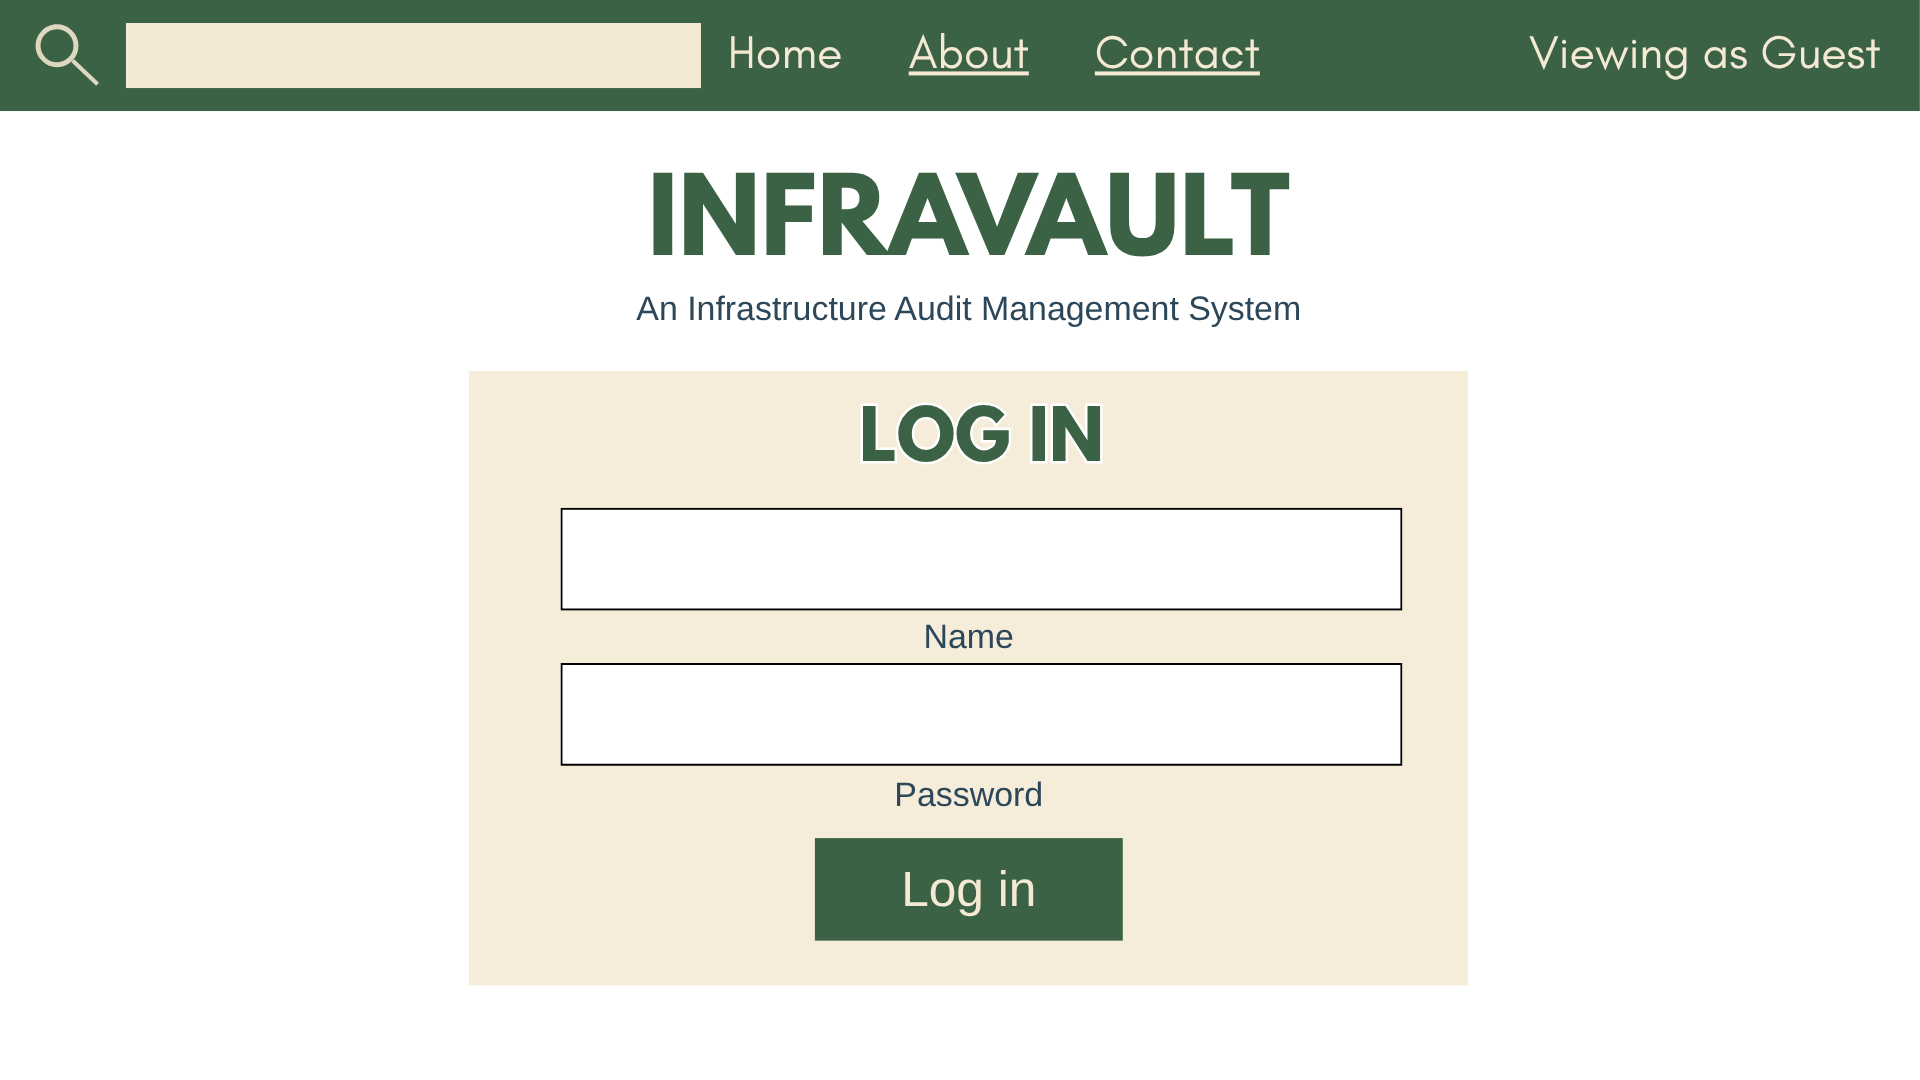 Home About Contact Viewing as Guest
INFRAVAULT
An Infrastructure Audit Management System
LOG IN
Name
Password
Log in